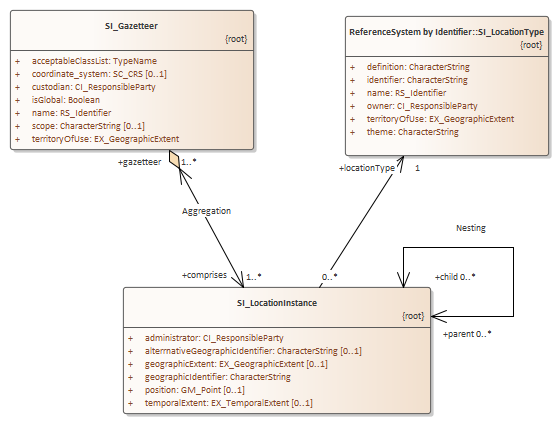 SI_Gazetteer
{root}
+ acceptableClassList: TypeName
+ coordinate_system: SC_CRS [0..1]
+ custodian: CI_ResponsibleParty
+ isGlobal: Boolean
+ name: RS_Identifier
+ scope: CharacterString [0..1]
+ territoryOfUse: EX_GeographicExtent
ReferenceSystem by Identifier::SI_LocationType
{root}
+ definition: CharacterString
+ identifier: CharacterString
+ name: RS_Identifier
+ owner: CI_ResponsibleParty
+ territoryOfUse: EX_GeographicExtent
+ theme: CharacterString
+gazetteer 1..*
+locationType 1
Aggregation
Nesting
+comprises 1..*
0..*
+child 0..*
+parent 0..*
SI_LocationInstance
{root}
+ administrator: CI_ResponsibleParty
+ alternativeGeographicIdentifier: CharacterString [0..1]
+ geographicExtent: EX_GeographicExtent [0..1]
+ geographicIdentifier: CharacterString
+ position: GM_Point [0..1]
+ temporalExtent: EX_TemporalExtent [0..1]